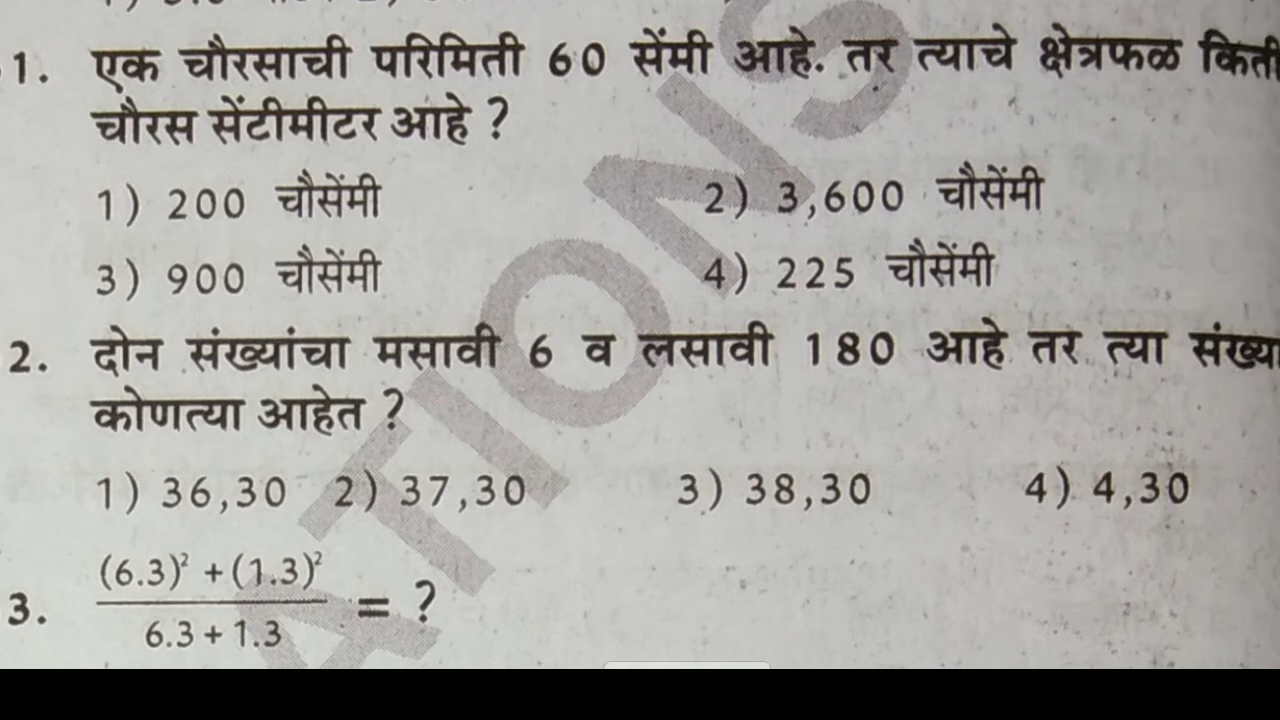 1. एक चौरसाची परिमिती 60 सेंमी आहे. तर त्याचे क्षेत्रफळ किती
चौरस सेंटीमीटर आहे ?
1) 200 चौसेंमी 2) 3,600 चौसेंमी
3) 900 चौसेंमी 4) 225 चौसेंमी
2. दोन संख्यांचा मसावी 6 व लसावी 180 आहे तर त्या संख्या
कोणत्या आहेत ?
1) 36,30 2) 37,30 3) 38,30 4) 4,30
3. (6.3)² + (1.3)² / 6.3 + 1.3 = ?
ATIONS